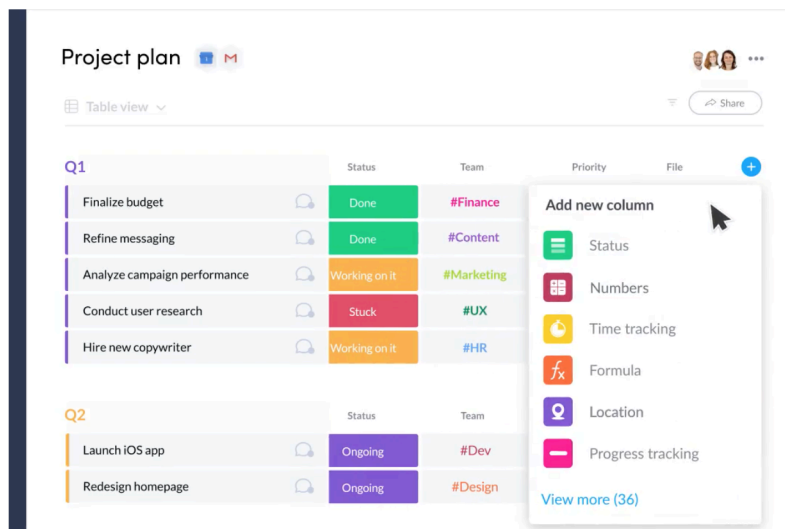 Project plan
Table view
Share
Q1 Status Team Priority File
Finalize budget Done #Finance
Refine messaging Done #Content
Analyze campaign performance Working on it #Marketing
Conduct user research Stuck #UX
Hire new copywriter Working on it #HR
Q2 Status Team
Launch iOS app Ongoing #Dev
Redesign homepage Ongoing #Design
Add new column
Status
Numbers
Time tracking
fx Formula
Location
Progress tracking
View more (36)